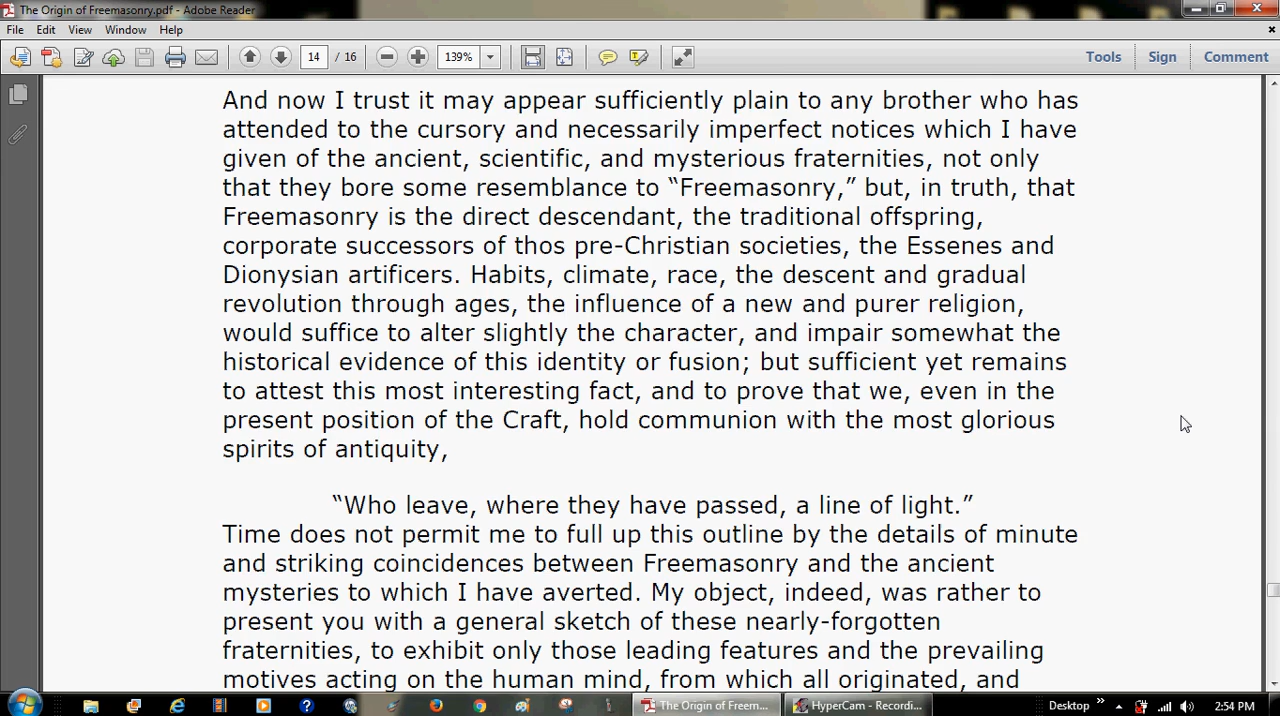 The Origin of Freemasonry.pdf - Adobe Reader
File Edit View Window Help
14 / 16 139% Tools Sign Comment
And now I trust it may appear sufficiently plain to any brother who has
attended to the cursory and necessarily imperfect notices which I have
given of the ancient, scientific, and mysterious fraternities, not only
that they bore some resemblance to “Freemasonry,” but, in truth, that
Freemasonry is the direct descendant, the traditional offspring,
corporate successors of thos pre-Christian societies, the Essenes and
Dionysian artificers. Habits, climate, race, the descent and gradual
revolution through ages, the influence of a new and purer religion,
would suffice to alter slightly the character, and impair somewhat the
historical evidence of this identity or fusion; but sufficient yet remains
to attest this most interesting fact, and to prove that we, even in the
present position of the Craft, hold communion with the most glorious
spirits of antiquity,
“Who leave, where they have passed, a line of light.”
Time does not permit me to full up this outline by the details of minute
and striking coincidences between Freemasonry and the ancient
mysteries to which I have averted. My object, indeed, was rather to
present you with a general sketch of these nearly-forgotten
fraternities, to exhibit only those leading features and the prevailing
motives acting on the human mind, from which all originated, and
The Origin of Freem... HyperCam - Recordi... Desktop » 2:54 PM